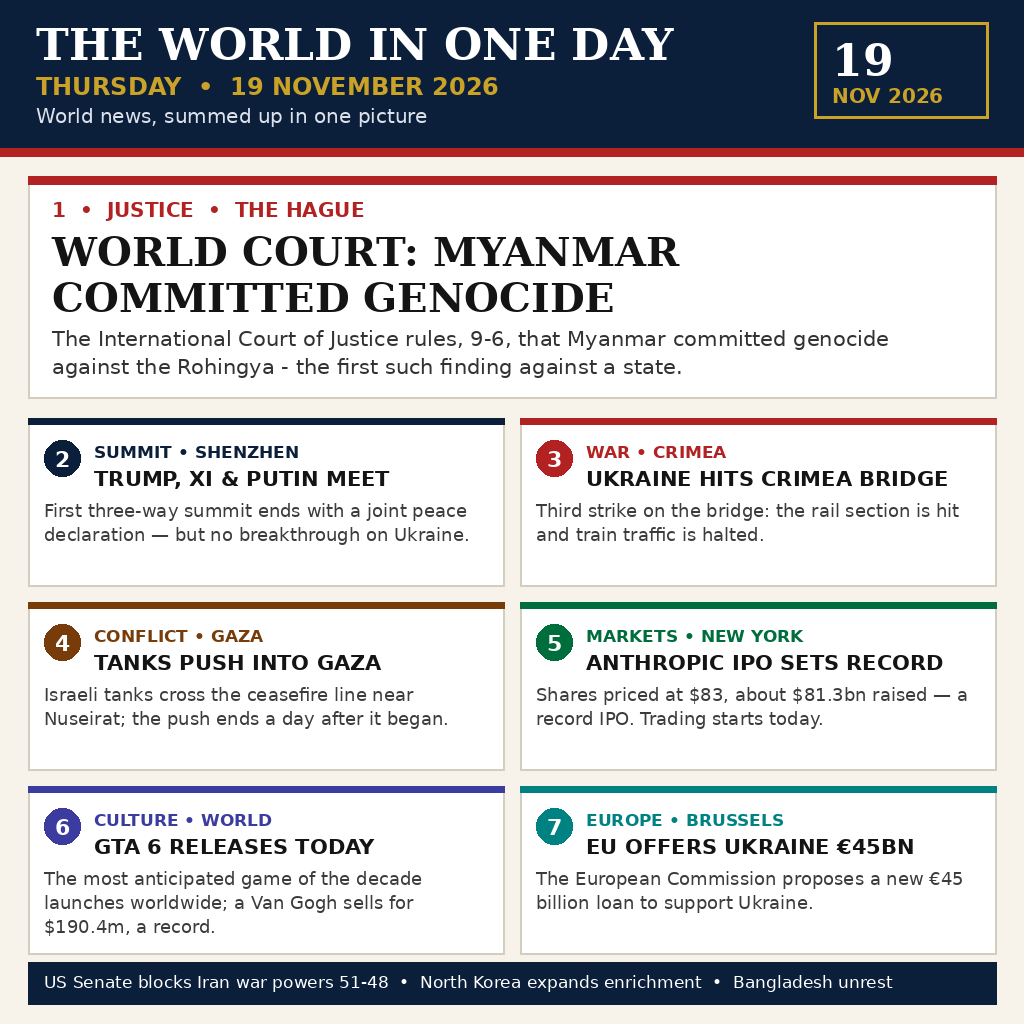 THE WORLD IN ONE DAY
THURSDAY • 19 NOVEMBER 2026
World news, summed up in one picture
19
NOV 2026
1 • JUSTICE • THE HAGUE
WORLD COURT: MYANMAR
COMMITTED GENOCIDE
The International Court of Justice rules, 9-6, that Myanmar committed genocide
against the Rohingya - the first such finding against a state.
2
SUMMIT • SHENZHEN
TRUMP, XI & PUTIN MEET
First three-way summit ends with a joint peace
declaration — but no breakthrough on Ukraine.
3
WAR • CRIMEA
UKRAINE HITS CRIMEA BRIDGE
Third strike on the bridge: the rail section is hit
and train traffic is halted.
4
CONFLICT • GAZA
TANKS PUSH INTO GAZA
Israeli tanks cross the ceasefire line near
Nuseirat; the push ends a day after it began.
5
MARKETS • NEW YORK
ANTHROPIC IPO SETS RECORD
Shares priced at $83, about $81.3bn raised — a
record IPO. Trading starts today.
6
CULTURE • WORLD
GTA 6 RELEASES TODAY
The most anticipated game of the decade
launches worldwide; a Van Gogh sells for
$190.4m, a record.
7
EUROPE • BRUSSELS
EU OFFERS UKRAINE €45BN
The European Commission proposes a new €45
billion loan to support Ukraine.
US Senate blocks Iran war powers 51-48 • North Korea expands enrichment • Bangladesh unrest